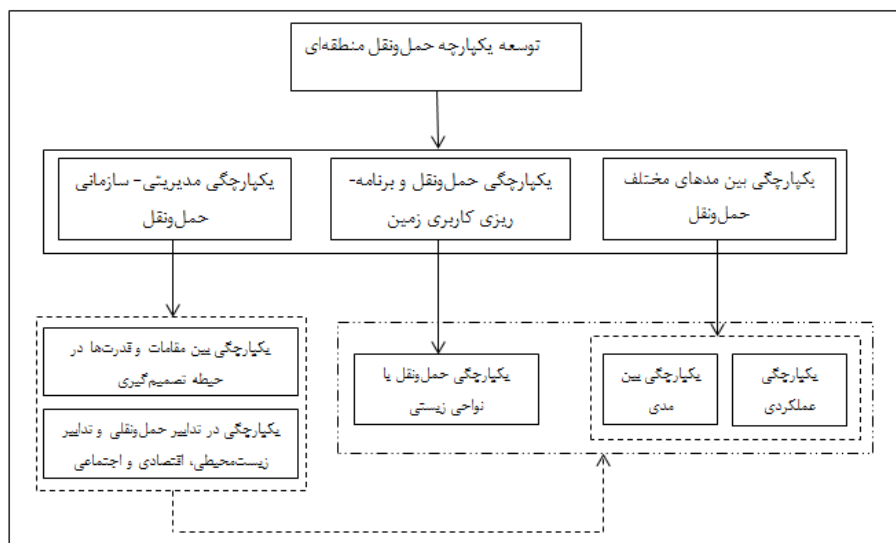 توسعه یکپارچه حمل‌ونقل منطقه‌ای
یکپارچگی بین مدهای مختلف
حمل‌ونقل
یکپارچگی حمل‌ونقل و برنامه-
ریزی کاربری زمین
یکپارچگی مدیریتی- سازمانی
حمل‌ونقل
یکپارچگی
عملکردی
یکپارچگی بین
مدی
یکپارچگی حمل‌ونقل یا
نواحی زیستی
یکپارچگی بین مقامات و قدرت‌ها در
حیطه تصمیم‌گیری
یکپارچگی در تدابیر حمل‌ونقلی و تدابیر
زیست‌محیطی، اقتصادی و اجتماعی